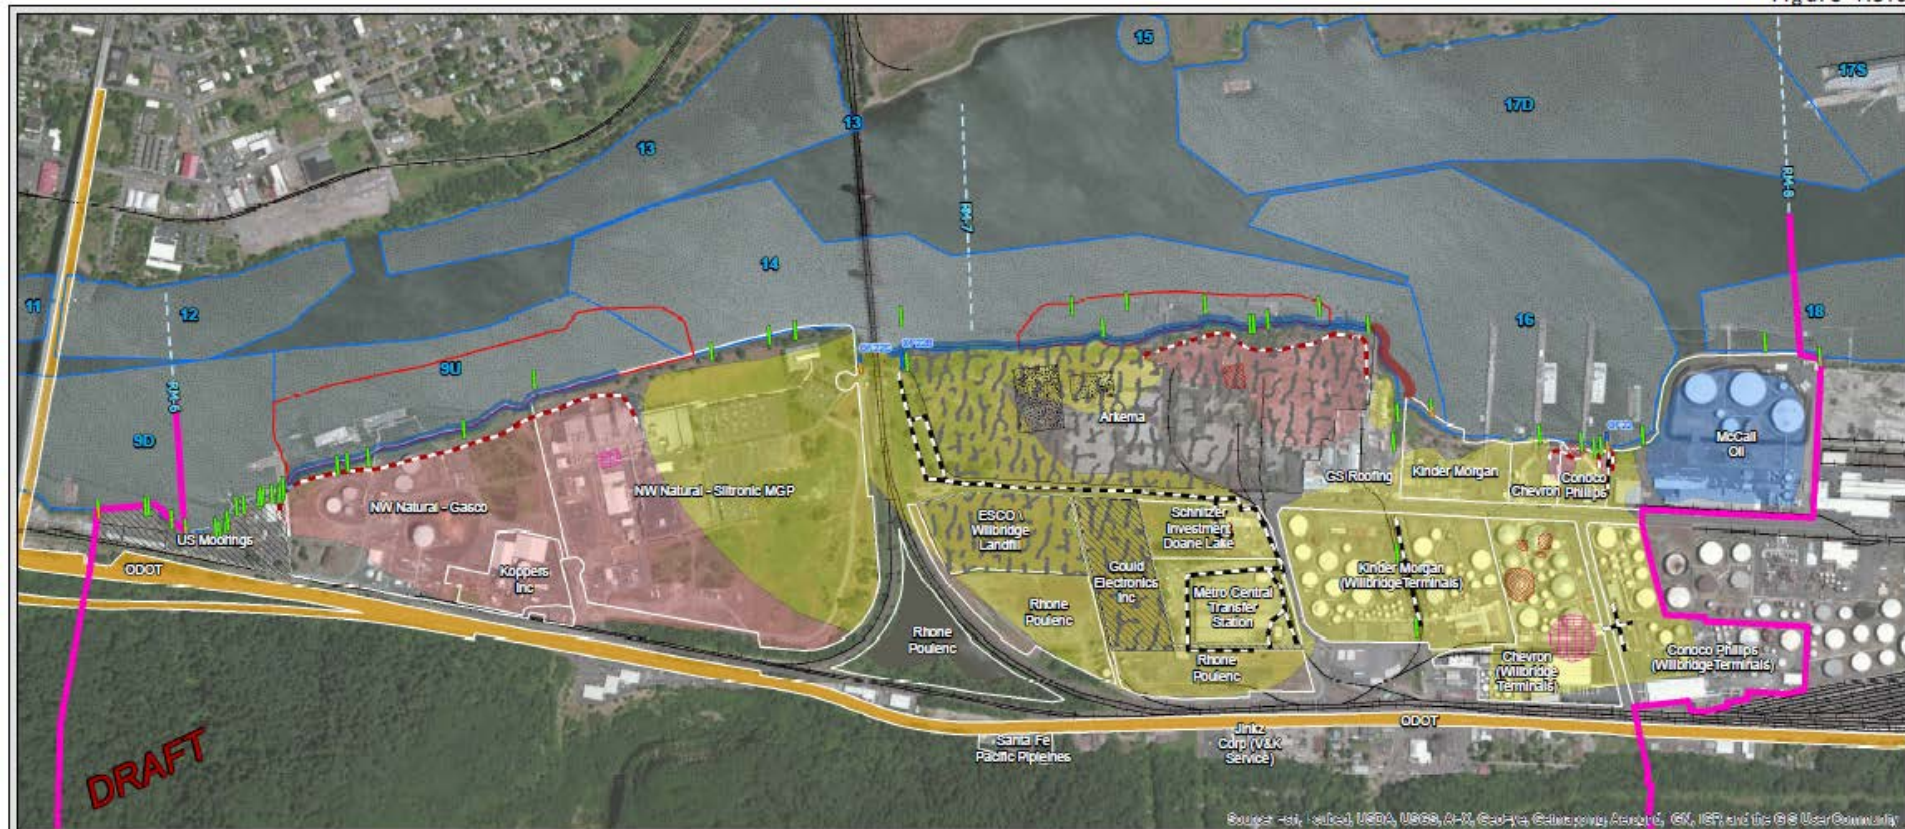 15
17S
17D
13
13
RM-7
RM-8
14
11
12
16
18
9U
RM-6
9D
McCall
Oil
Arkema
GS Roofing
Kinder Morgan
Chevron
Conoco
Phillips
NW Natural - Siltronic MGP
NW Natural - Gasco
US Moorings
ESCO \
Willbridge
Landfill
Schnitzer
Investment
Doane Lake
Gould
Electronics
Inc
Kinder Morgan
(Willbridge Terminals)
ODOT
Koppers
Inc
Metro Central
Transfer
Station
Rhone
Poulenc
Rhone
Poulenc
Rhone
Poulenc
Chevron
(Willbridge
Terminals)
Conoco Phillips
(Willbridge Terminals)
ODOT
Santa Fe
Pacific Pipleines
Jinkz
Corp (V&K
Service)
DRAFT